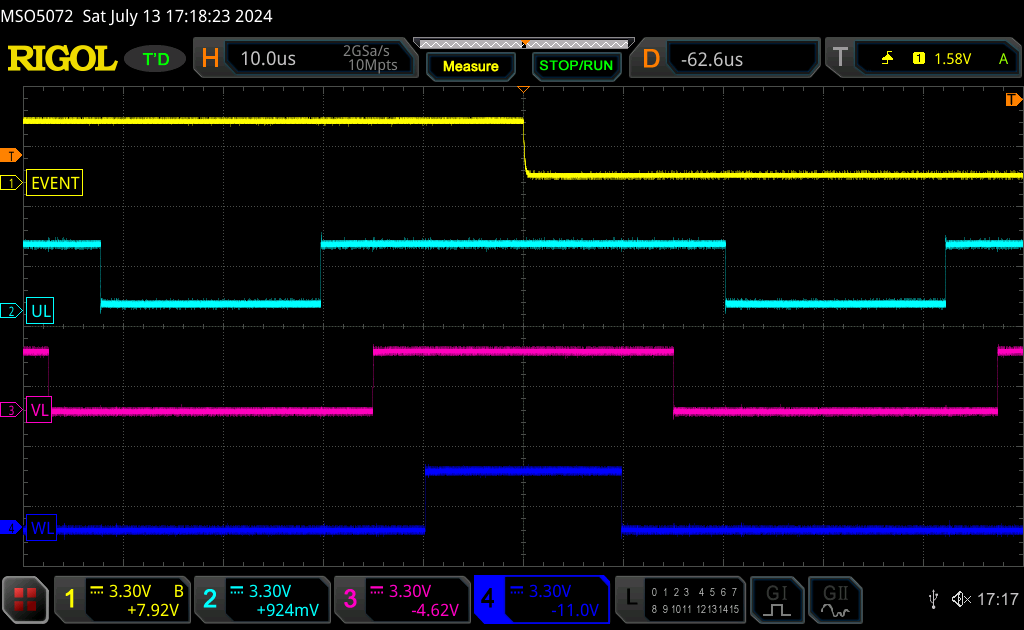 MSO5072 Sat July 13 17:18:23 2024
RIGOL T'D H 10.0us 2GSa/s 10Mpts Measure STOP/RUN D -62.6us T 1 1.58V A
T
T
1 EVENT
2 UL
3 VL
4 WL
1 3.30V B +7.92V
2 3.30V +924mV
3 3.30V -4.62V
4 3.30V -11.0V
L 0 1 2 3 4 5 6 7
8 9 10 11 12 13 14 15
GI GII
17:17